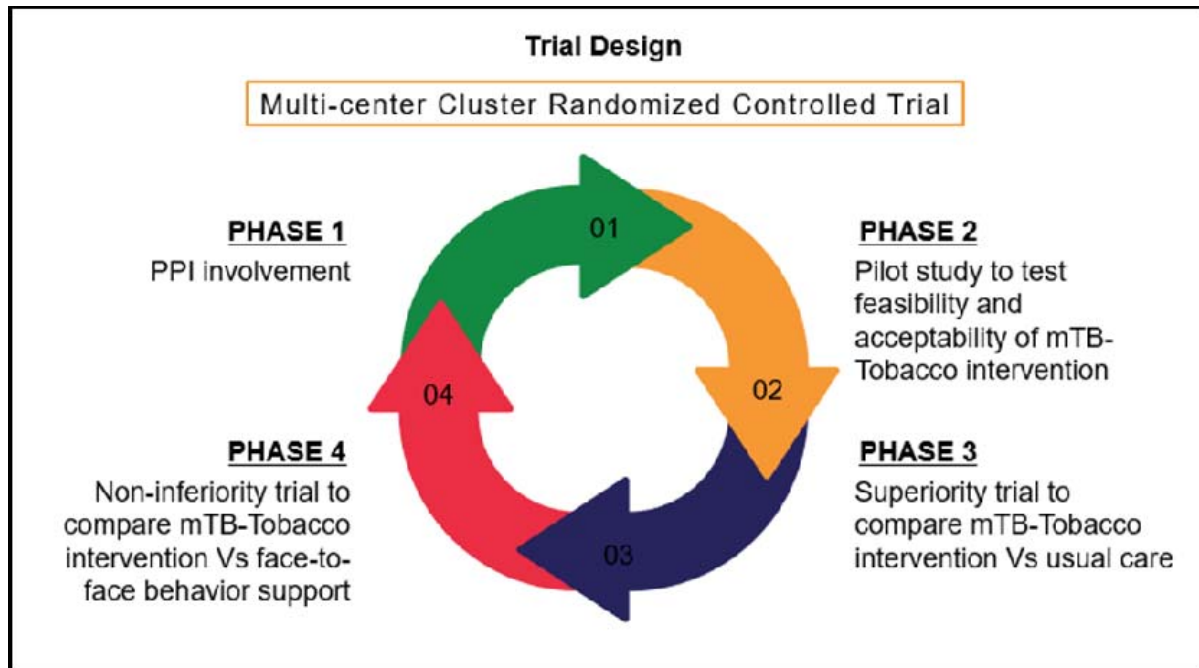 Trial Design
Multi-center Cluster Randomized Controlled Trial
PHASE 1
PPI involvement
01
PHASE 2
Pilot study to test
feasibility and
acceptability of mTB-
Tobacco intervention
02
PHASE 3
Superiority trial to
compare mTB-Tobacco
intervention Vs usual care
03
PHASE 4
Non-inferiority trial to
compare mTB-Tobacco
intervention Vs face-to-
face behavior support
04